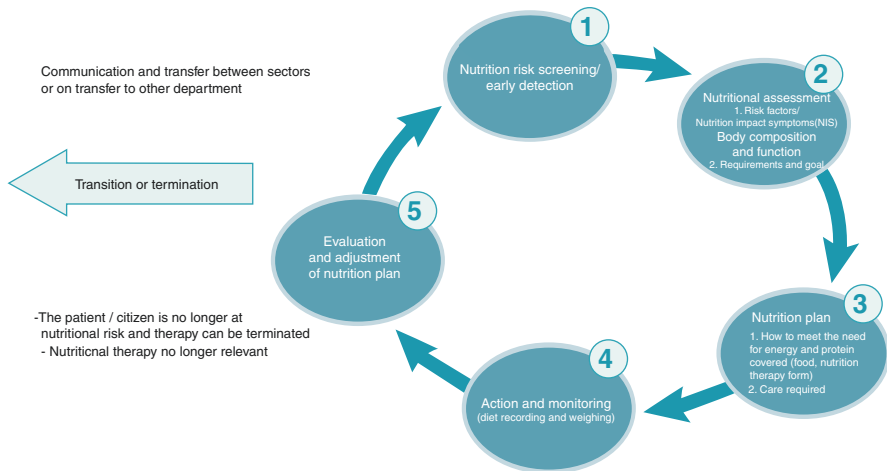 Communication and transfer between sectors
or on transfer to other department
Transition or termination
-The patient / citizen is no longer at
nutritional risk and therapy can be terminated
- Nutriticnal therapy no longer relevant
1
Nutrition risk screening/
early detection
2
Nutritional assessment
1. Risk factors/
Nutrition impact symptoms(NIS)
Body composition
and function
2. Requirements and goal
3
Nutrition plan
1. How to meet the need
for energy and protein
covered (food, nutrition
therapy form)
2. Care required
4
Action and monitoring
(diet recording and weighing)
5
Evaluation
and adjustment
of nutrition plan